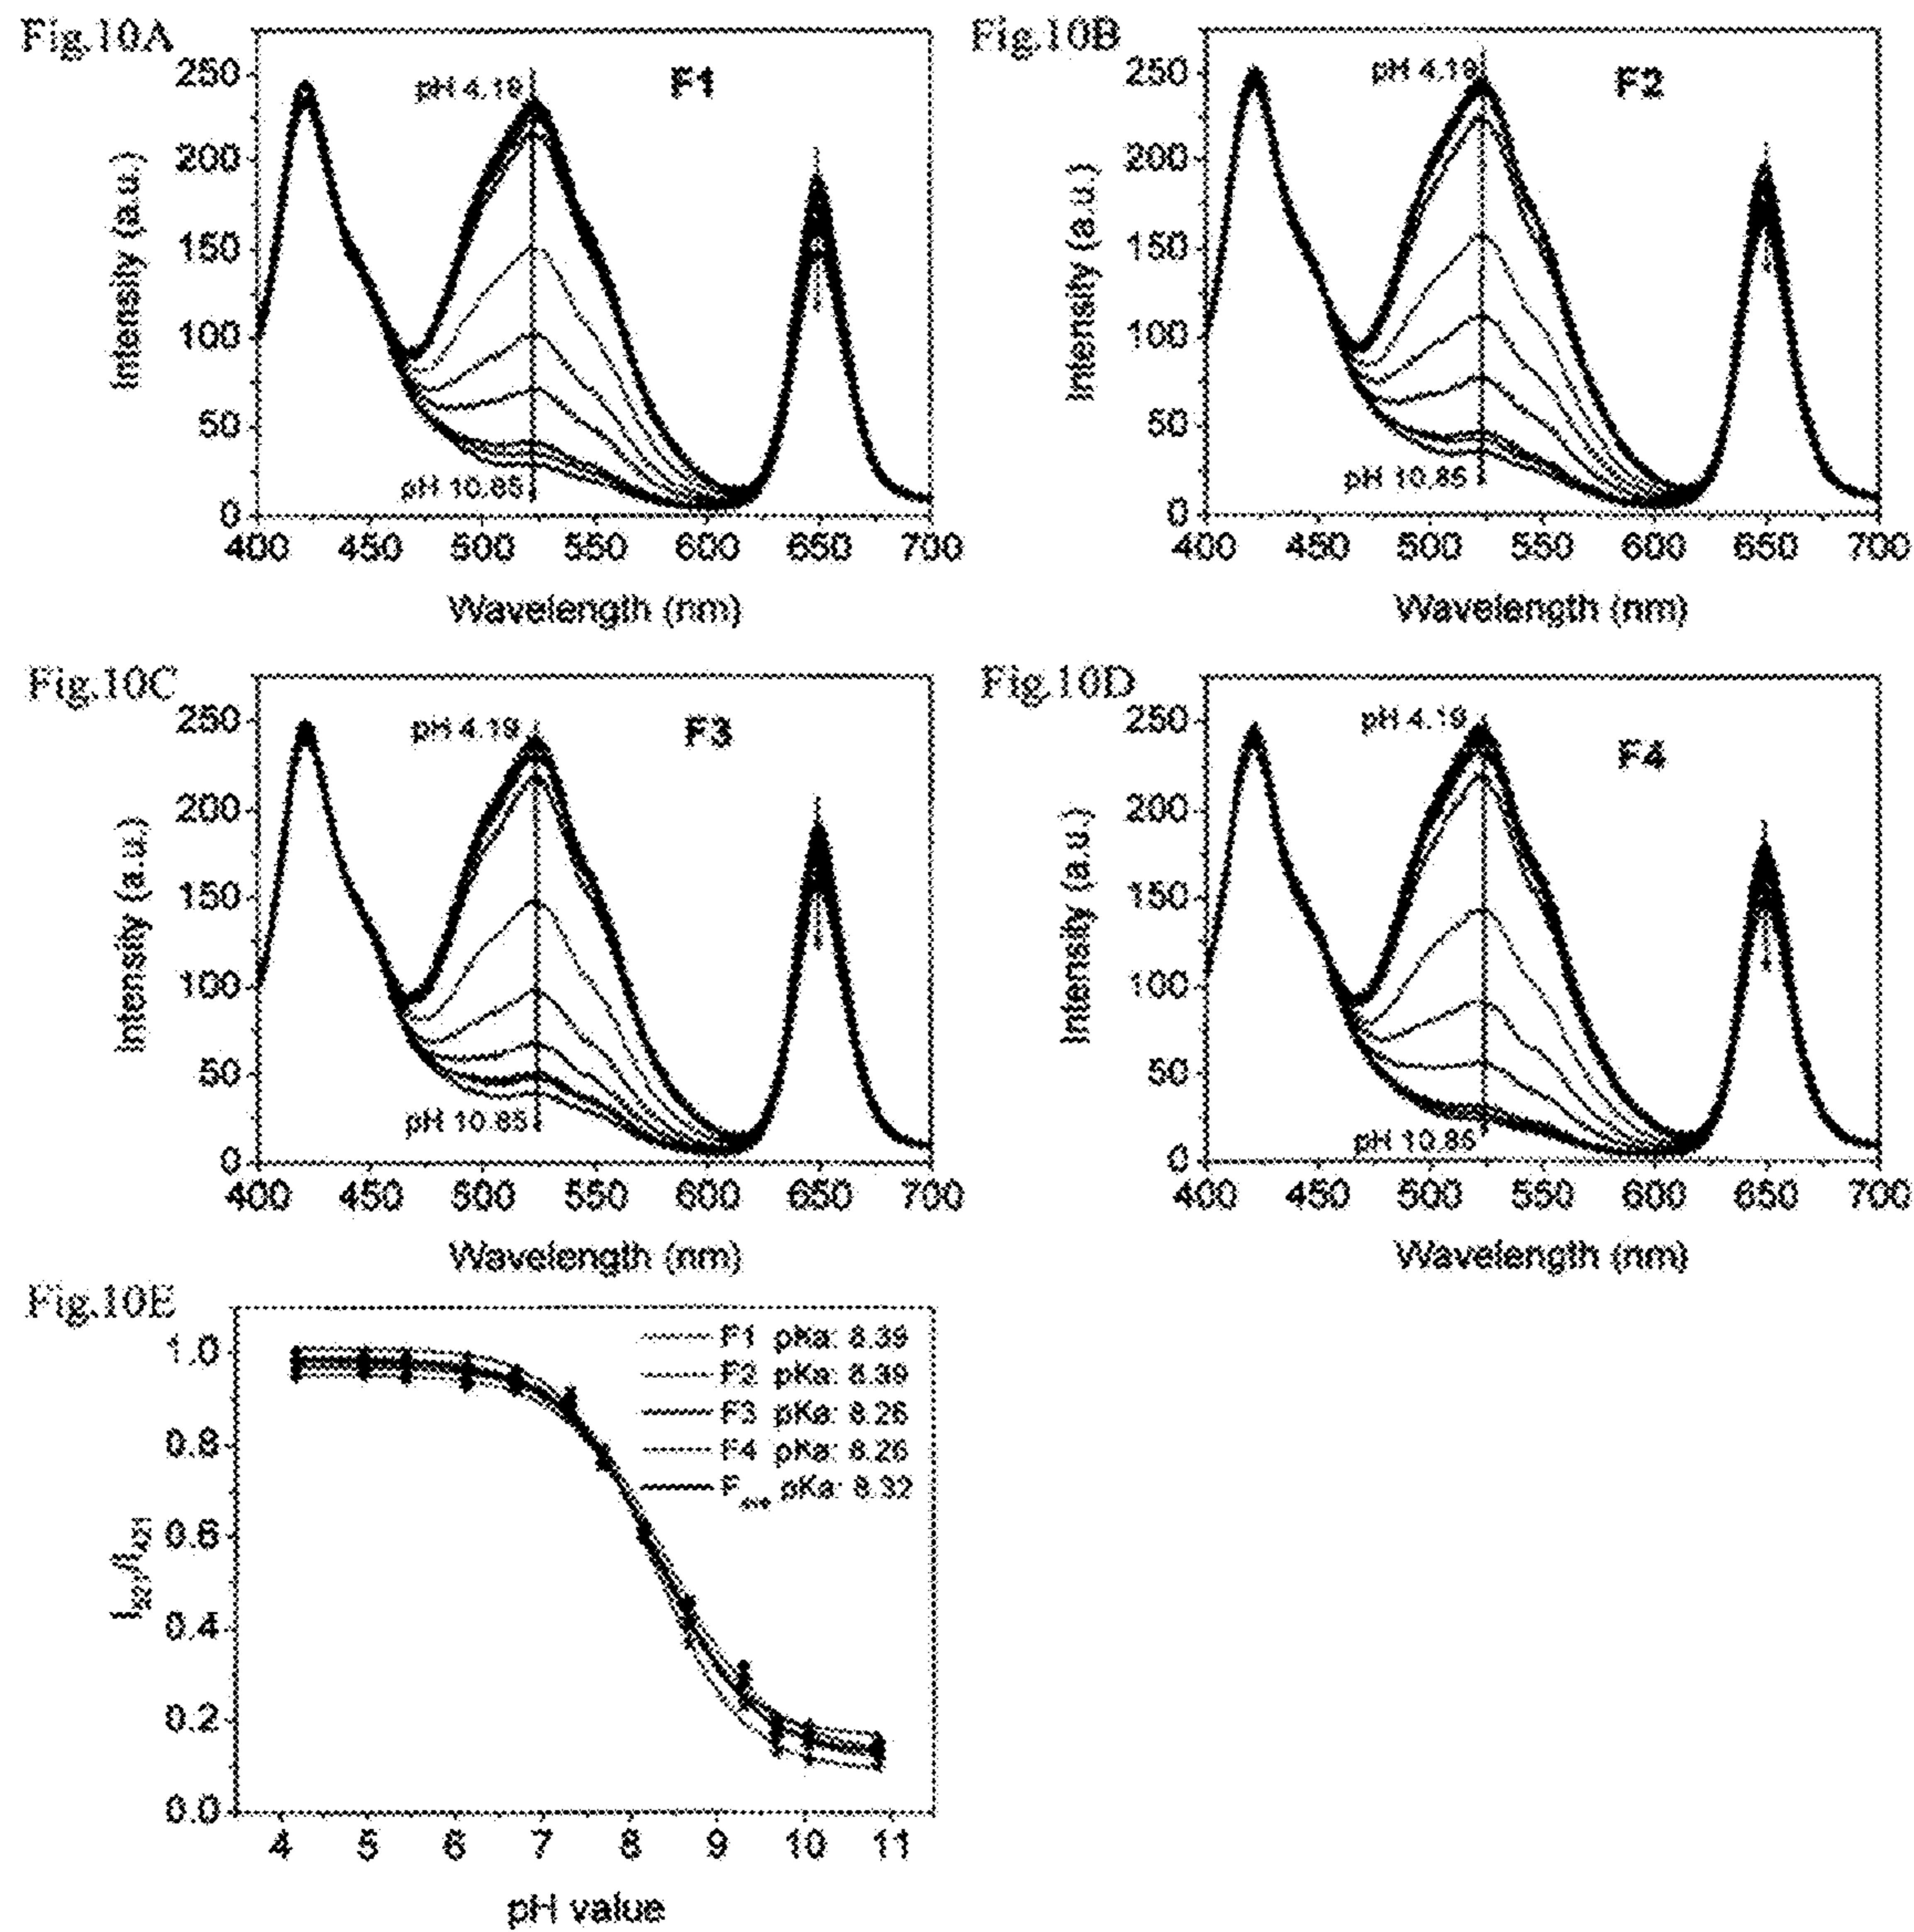 Fig.10A
F1
pH 4.19
pH 10.85
Intensity (a.u.)
250
200
150
100
50
0
400 450 500 550 600 650 700
Wavelength (nm)
Fig.10B
F2
pH 4.19
pH 10.85
Intensity (a.u.)
250
200
150
100
50
0
400 450 500 550 600 650 700
Wavelength (nm)
Fig.10C
F3
pH 4.19
pH 10.85
Intensity (a.u.)
250
200
150
100
50
0
400 450 500 550 600 650 700
Wavelength (nm)
Fig.10D
F4
pH 4.19
pH 10.85
Intensity (a.u.)
250
200
150
100
50
0
400 450 500 550 600 650 700
Wavelength (nm)
Fig.10E
F1 pKa: 8.39
F2 pKa: 8.39
F3 pKa: 8.26
F4 pKa: 8.26
pKa: 8.32
1.0
0.8
0.6
0.4
0.2
0.0
4 5 6 7 8 9 10 11
pH value